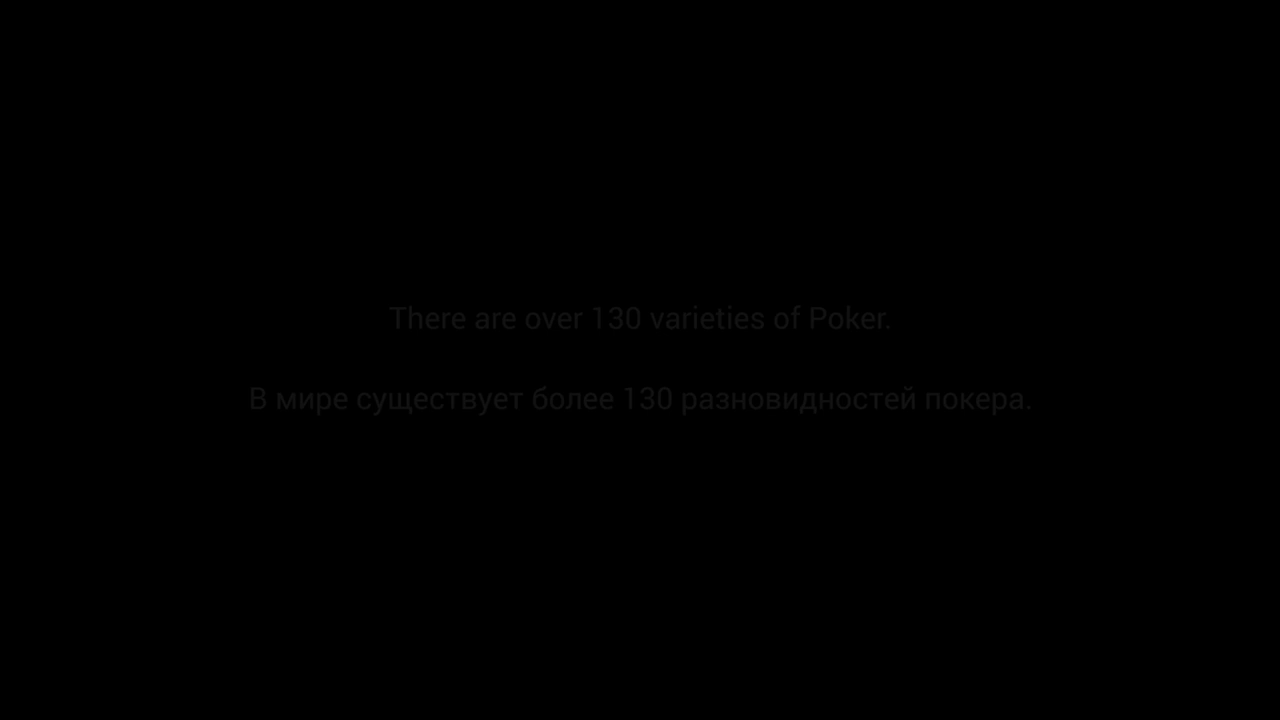 There are over 130 varieties of Poker.
В мире существует более 130 разновидностей покера.